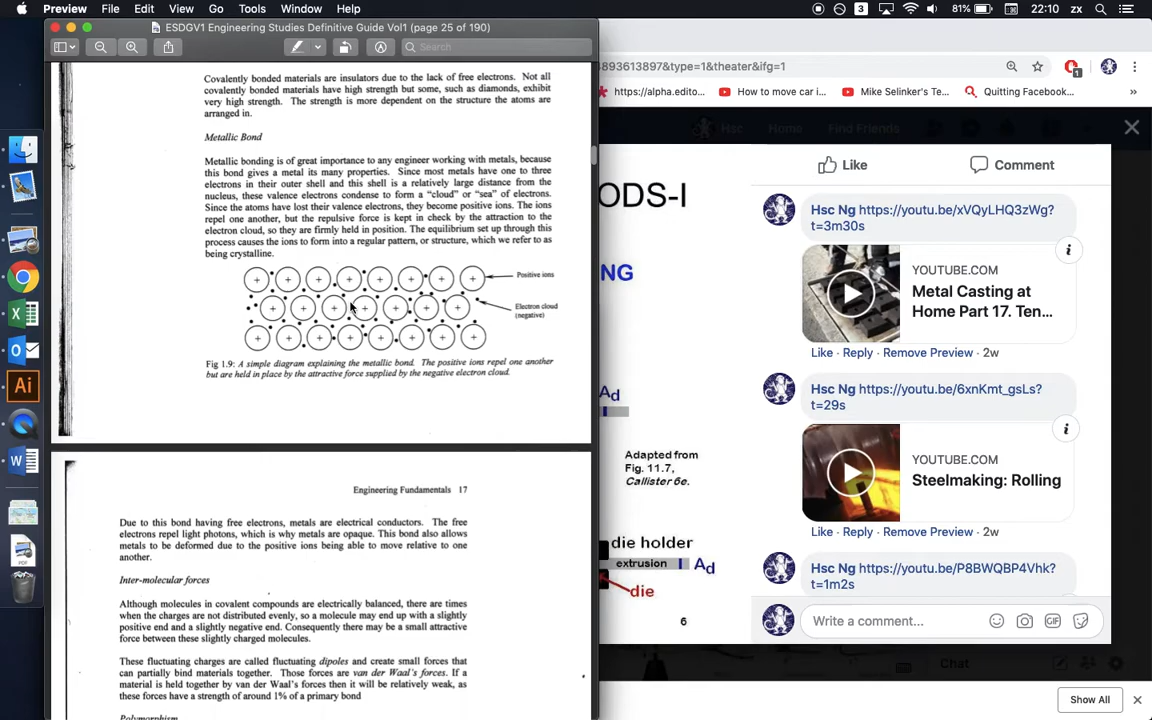 Preview File Edit View Go Tools Window Help
3 81% 22:10 zx
ESDGV1 Engineering Studies Definitive Guide Vol1 (page 25 of 190)
Search
Covalently bonded materials are insulators due to the lack of free electrons. Not all
covalently bonded materials have high strength but some, such as diamonds, exhibit
very high strength. The strength is more dependent on the structure the atoms are
arranged in.
Metallic Bond
Metallic bonding is of great importance to any engineer working with metals, because
this bond gives a metal its many properties. Since most metals have one to three
electrons in their outer shell and this shell is a relatively large distance from the
nucleus, these valence electrons condense to form a “cloud” or “sea” of electrons.
Since the atoms have lost their valence electrons, they become positive ions. The ions
repel one another, but the repulsive force is kept in check by the attraction to the
electron cloud, so they are firmly held in position. The equilibrium set up through this
process causes the ions to form into a regular pattern, or structure, which we refer to as
being crystalline.
+ + + + + + + +
Positive ions
+ + + + + + +
Electron cloud
(negative)
+ + + + + + + +
Fig 1.9: A simple diagram explaining the metallic bond. The positive ions repel one another
but are held in place by the attractive force supplied by the negative electron cloud.
Engineering Fundamentals 17
Due to this bond having free electrons, metals are electrical conductors. The free
electrons repel light photons, which is why metals are opaque. This bond also allows
metals to be deformed due to the positive ions being able to move relative to one
another.
Inter-molecular forces
Although molecules in covalent compounds are electrically balanced, there are times
when the charges are not distributed evenly, so a molecule may end up with a slightly
positive end and a slightly negative end. Consequently there may be a small attractive
force between these slightly charged molecules.
These fluctuating charges are called fluctuating dipoles and create small forces that
can partially bind materials together. Those forces are van der Waal's forces. If a
material is held together by van der Waal's forces then it will be relatively weak, as
these forces have a strength of around 1% of a primary bond
Polymorphism
4893613897&type=1&theater&ifg=1
1
https://alpha.edito...
How to move car i...
Mike Selinker's Te...
Quitting Facebook...
»
Hsc Home Find Friends
ODS-I
NG
Ad
Adapted from
Fig. 11.7,
Callister 6e.
die holder
extrusion
Ad
die
6
Like Comment
Hsc Ng https://youtu.be/xVQyLHQ3zWg?
t=3m30s
YOUTUBE.COM
Metal Casting at
Home Part 17. Ten...
Like · Reply · Remove Preview · 2w
Hsc Ng https://youtu.be/6xnKmt_gsLs?
t=29s
YOUTUBE.COM
Steelmaking: Rolling
Like · Reply · Remove Preview · 2w
Hsc Ng https://youtu.be/P8BWQBP4Vhk?
t=1m2s
Write a comment...
GIF
Chat
Show All
Ai
X
O
W
PDF